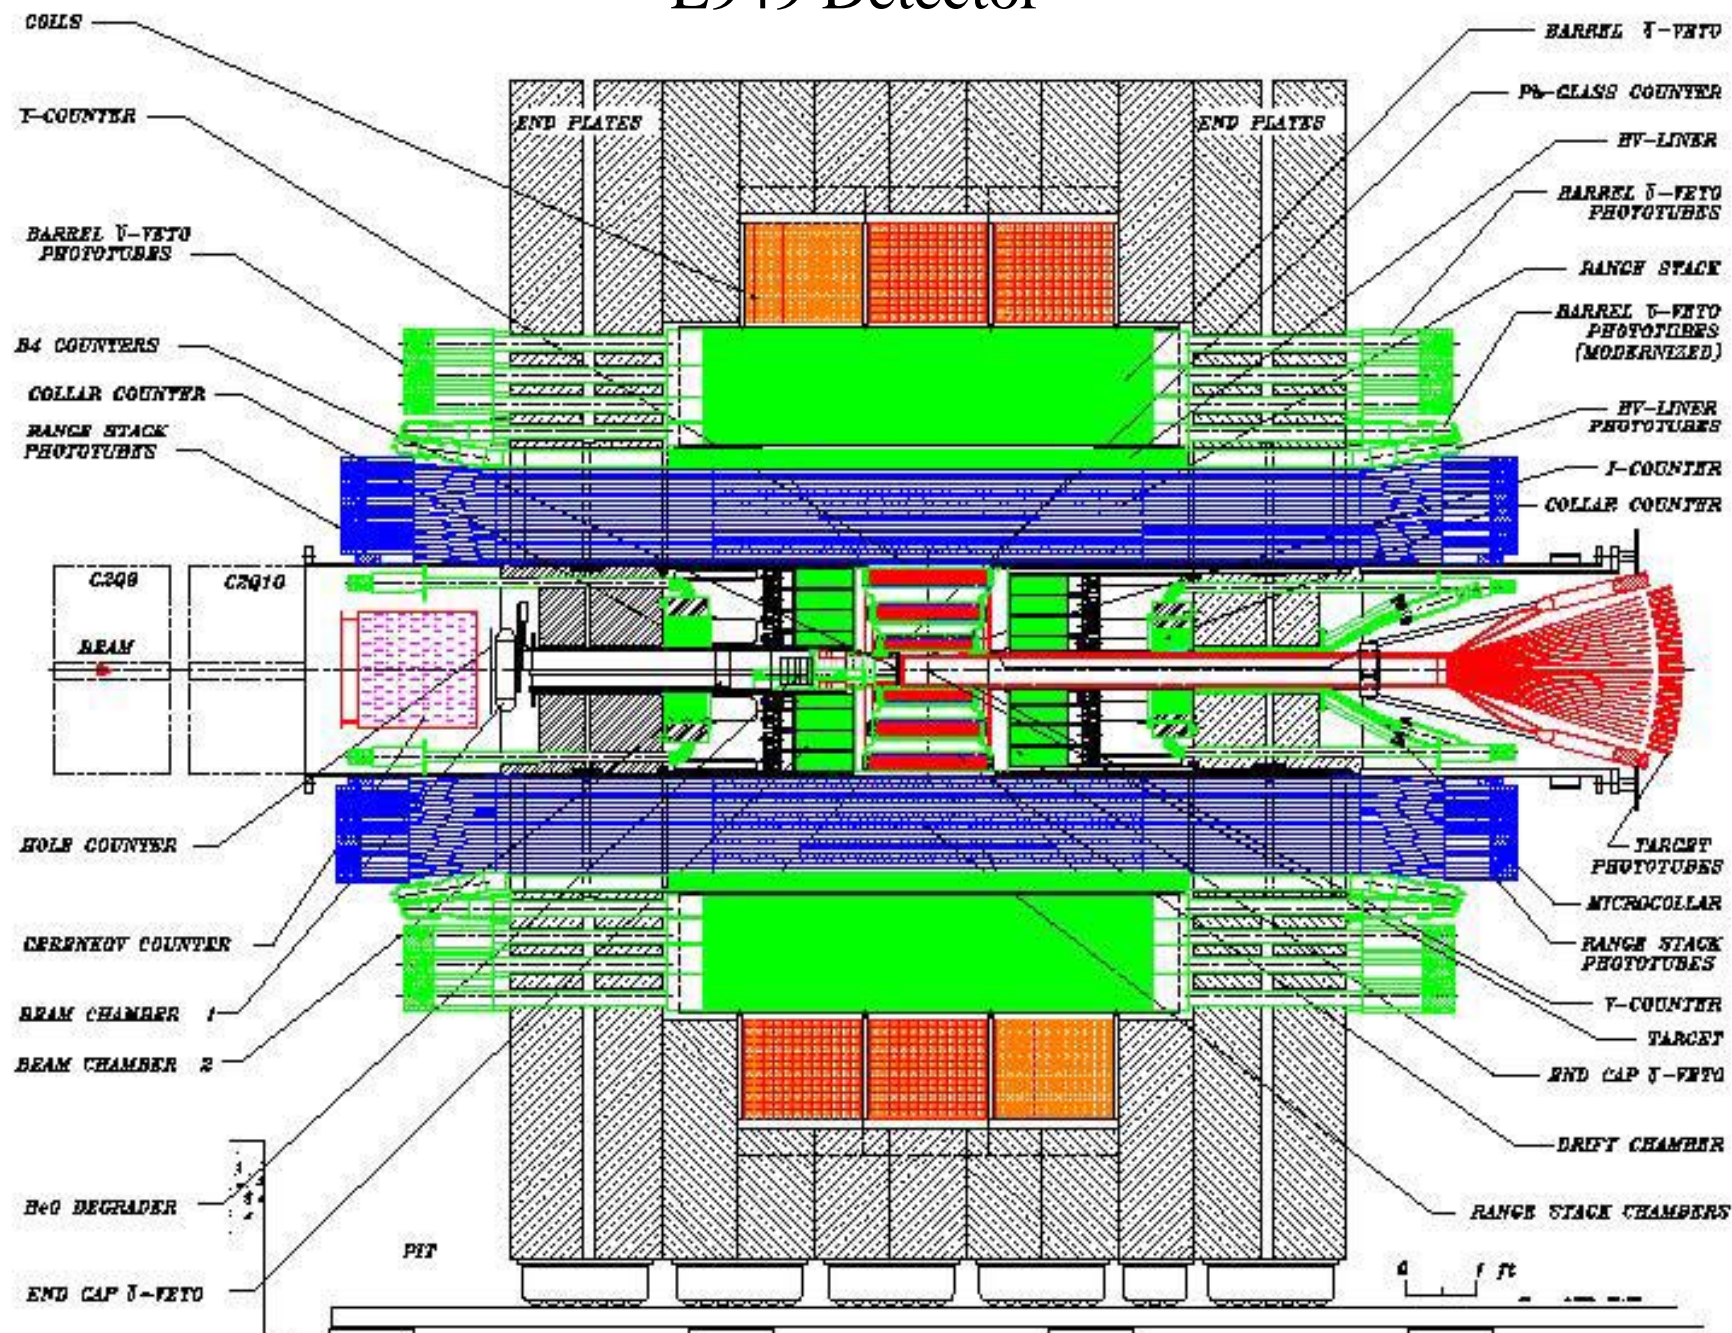 E949 Detector
COILS
T-COUNTER
BARREL Ʊ-VETO
PHOTOTUBES
B4 COUNTERS
COLLAR COUNTER
RANGE STACK
PHOTOTUBES
C2Q9
C2Q10
BEAM
HOLE COUNTER
CERENKOV COUNTER
BEAM CHAMBER 1
BEAM CHAMBER 2
BeO DEGRADER
PIT
END CAP Ʊ-VETO
END PLATES
END PLATES
BARREL ɣ-VETO
Pb-GLASS COUNTER
BV-LINER
BARREL Ʊ-VETO
PHOTOTUBES
RANGE STACK
BARREL Ʊ-VETO
PHOTOTUBES
(MODERNIZED)
BV-LINER
PHOTOTUBES
I-COUNTER
COLLAR COUNTER
TARGET
PHOTOTUBES
MICROCOLLAR
RANGE STACK
PHOTOTUBES
V-COUNTER
TARGET
END CAP ɣ-VETO
DRIFT CHAMBER
RANGE STACK CHAMBERS
0 1 ft